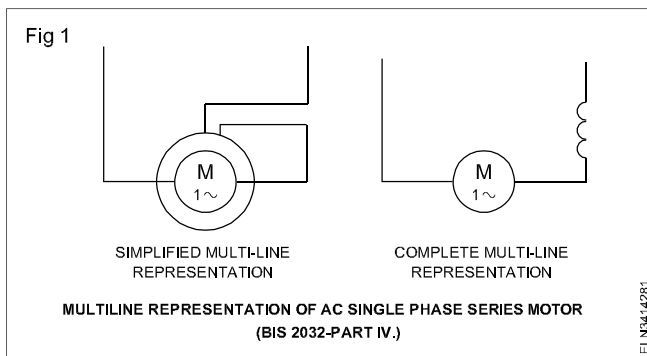 Fig 1
M
1~
M
1~
SIMPLIFIED MULTI-LINE
REPRESENTATION
COMPLETE MULTI-LINE
REPRESENTATION
MULTILINE REPRESENTATION OF AC SINGLE PHASE SERIES MOTOR
(BIS 2032-PART IV.)
ELN3414281